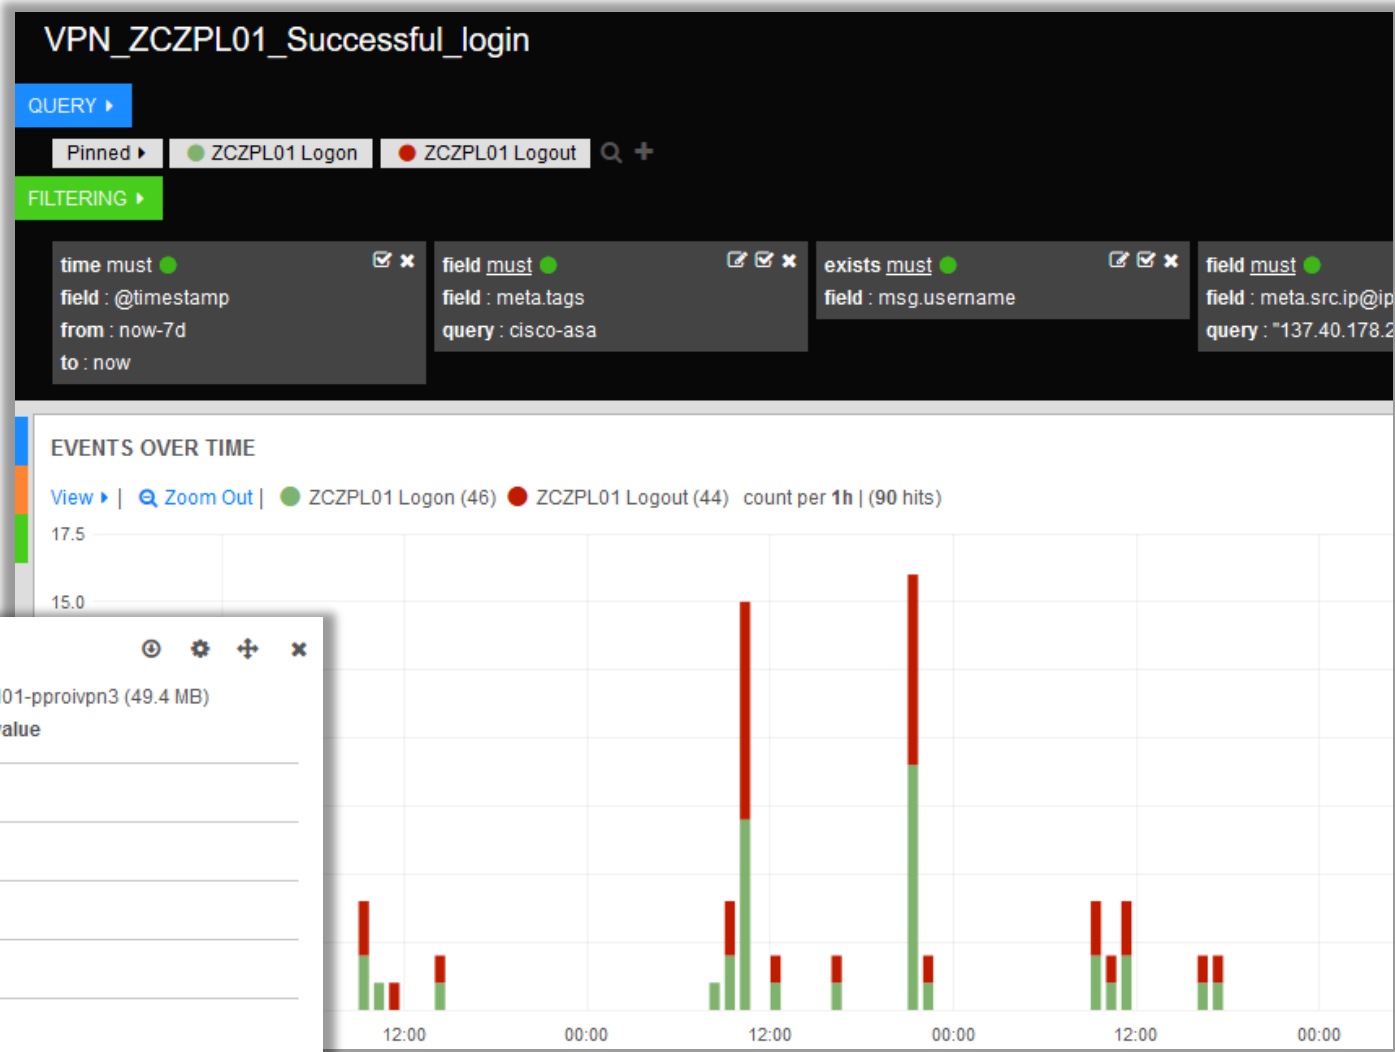 VPN_ZCZPL01_Successful_login
QUERY
Pinned ZCZPL01 Logon ZCZPL01 Logout
FILTERING
time must
field : @timestamp
from : now-7d
to : now
field must
field : meta.tags
query : cisco-asa
exists must
field : msg.username
field must
field : meta.src.ip@ip
query : "137.40.178.2
EVENTS OVER TIME
View | Zoom Out | ZCZPL01 Logon (46) ZCZPL01 Logout (44) count per 1h | (90 hits)
17.5
15.0
01-pproivpn3 (49.4 MB)
value
12:00 00:00 12:00 00:00 12:00 00:00